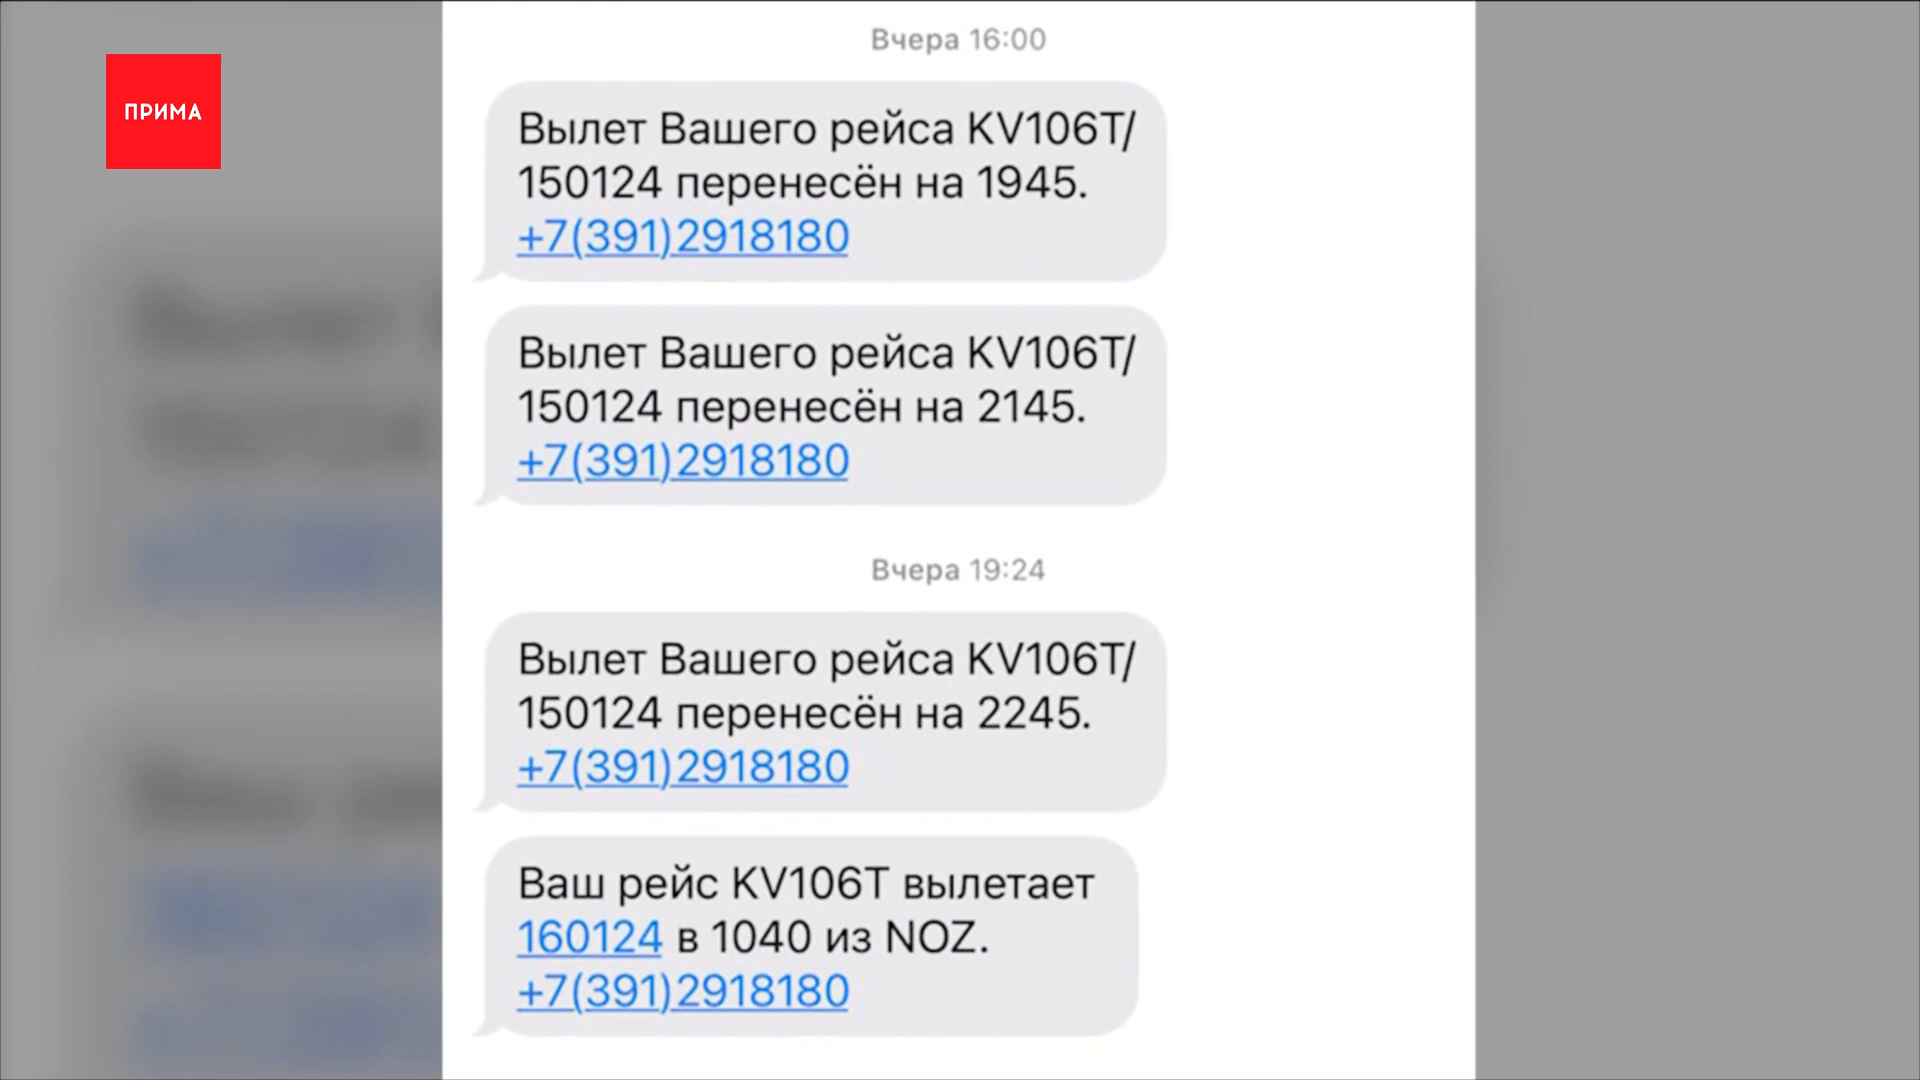 ПРИМА
Вчера 16:00
Вылет Вашего рейса KV106T/
150124 перенесён на 1945.
+7(391)2918180
Вылет Вашего рейса KV106T/
150124 перенесён на 2145.
+7(391)2918180
Вчера 19:24
Вылет Вашего рейса KV106T/
150124 перенесён на 2245.
+7(391)2918180
Ваш рейс KV106T вылетает
160124 в 1040 из NOZ.
+7(391)2918180